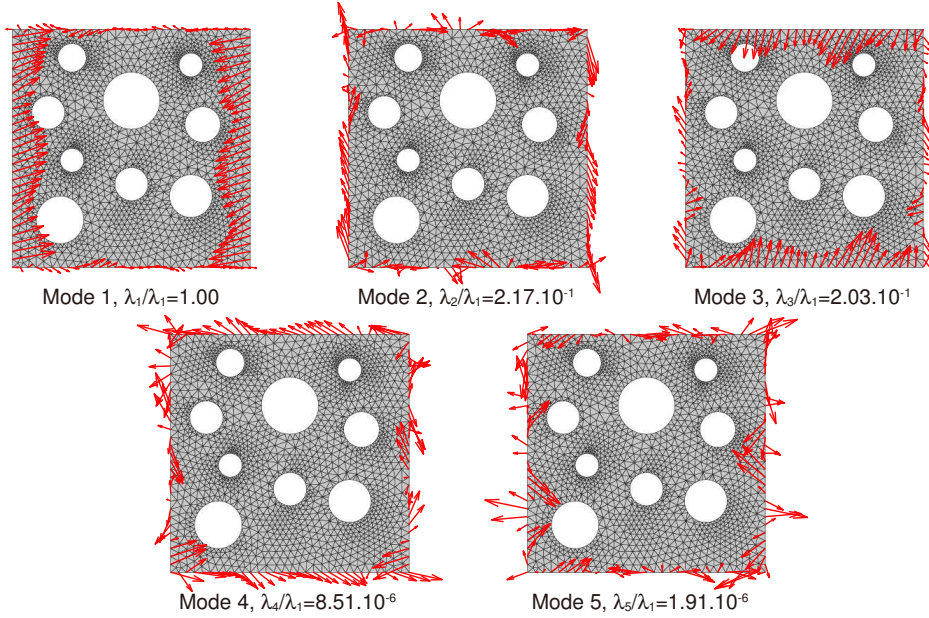 Mode 1, λ₁/λ₁=1.00
Mode 2, λ₂/λ₁=2.17.10⁻¹
Mode 3, λ₃/λ₁=2.03.10⁻¹
Mode 4, λ₄/λ₁=8.51.10⁻⁶
Mode 5, λ₅/λ₁=1.91.10⁻⁶